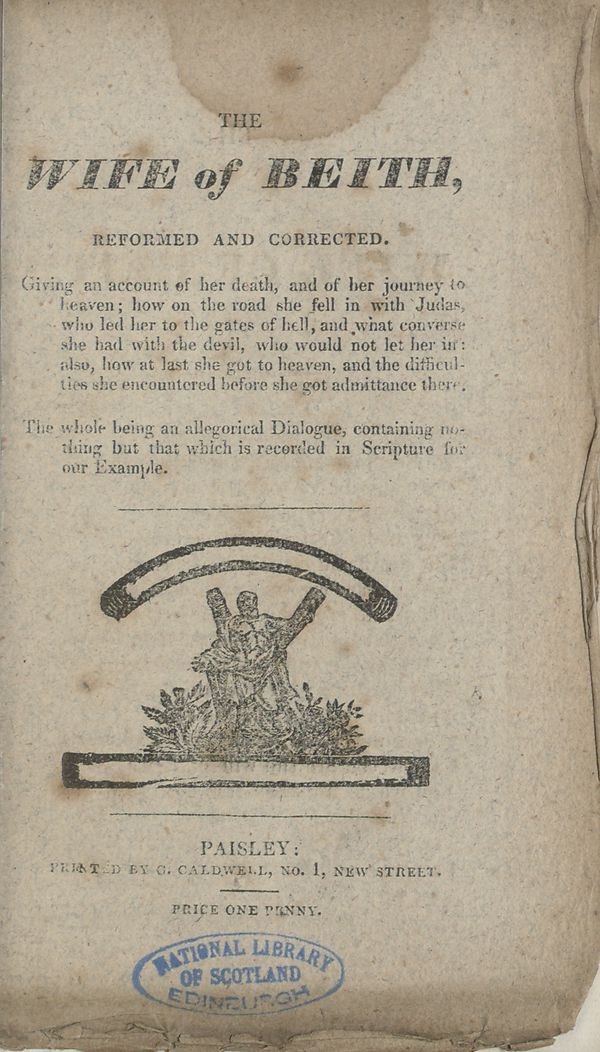 THE
WIFE of BEITH,
REFORMED AND CORRECTED.
Giving an account of her death, and of her journey to
heaven; how on the road she fell in with Judas,
who led her to the gates of hell, and what converse
she had with the devil, who would not let her in:
also, how at last she got to heaven, and the difficul-
ties she encountered before she got admittance there.
The whole being an allegorical Dialogue, containing no-
thing but that which is recorded in Scripture for
our Example.
PAISLEY:
PRINTED BY G. CALDWELL, NO. 1, NEW STREET.
PRICE ONE PENNY.
NATIONAL LIBRARY
OF SCOTLAND
EDINBURGH